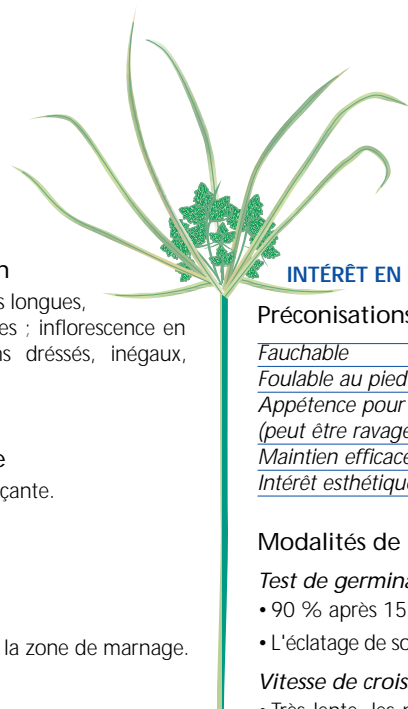 n
s longues,
es ; inflorescence en
ns dréssés, inégaux,
e
çante.
la zone de marnage.
INTÉRÊT EN
Préconisations
Fauchable
Foulable au pied
Appétence pour
(peut être ravagé
Maintien efficace
Intérêt esthétique
Modalités de
Test de germina
• 90 % après 15
• L'éclatage de so
Vitesse de crois